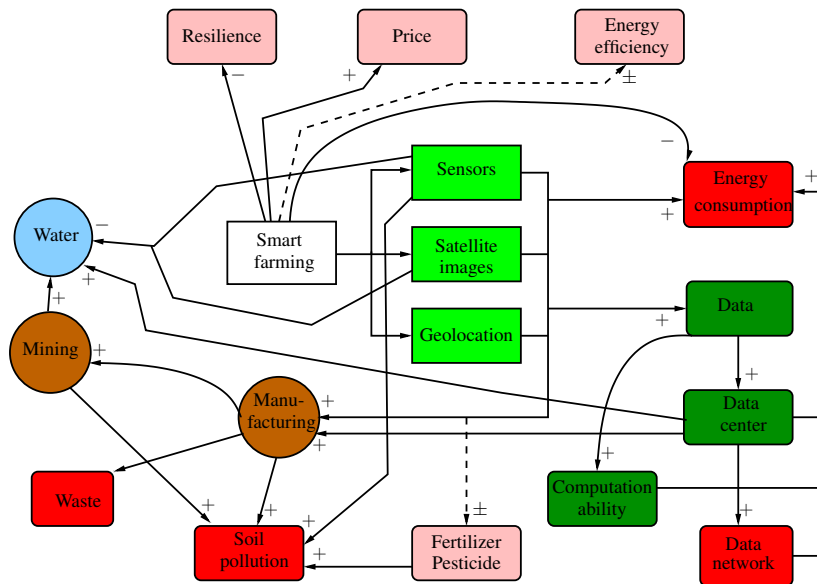 Resilience
Price
Energy
efficiency
−
+
±
−
Sensors
Energy
consumption
+
+
Water
−
+
Smart
farming
Satellite
images
+
Mining
+
Geolocation
+
Data
+
Manu-
facturing
+
+
Data
center
Waste
+
+
+
+
Soil
pollution
+
±
Fertilizer
Pesticide
+
Computation
ability
+
Data
network